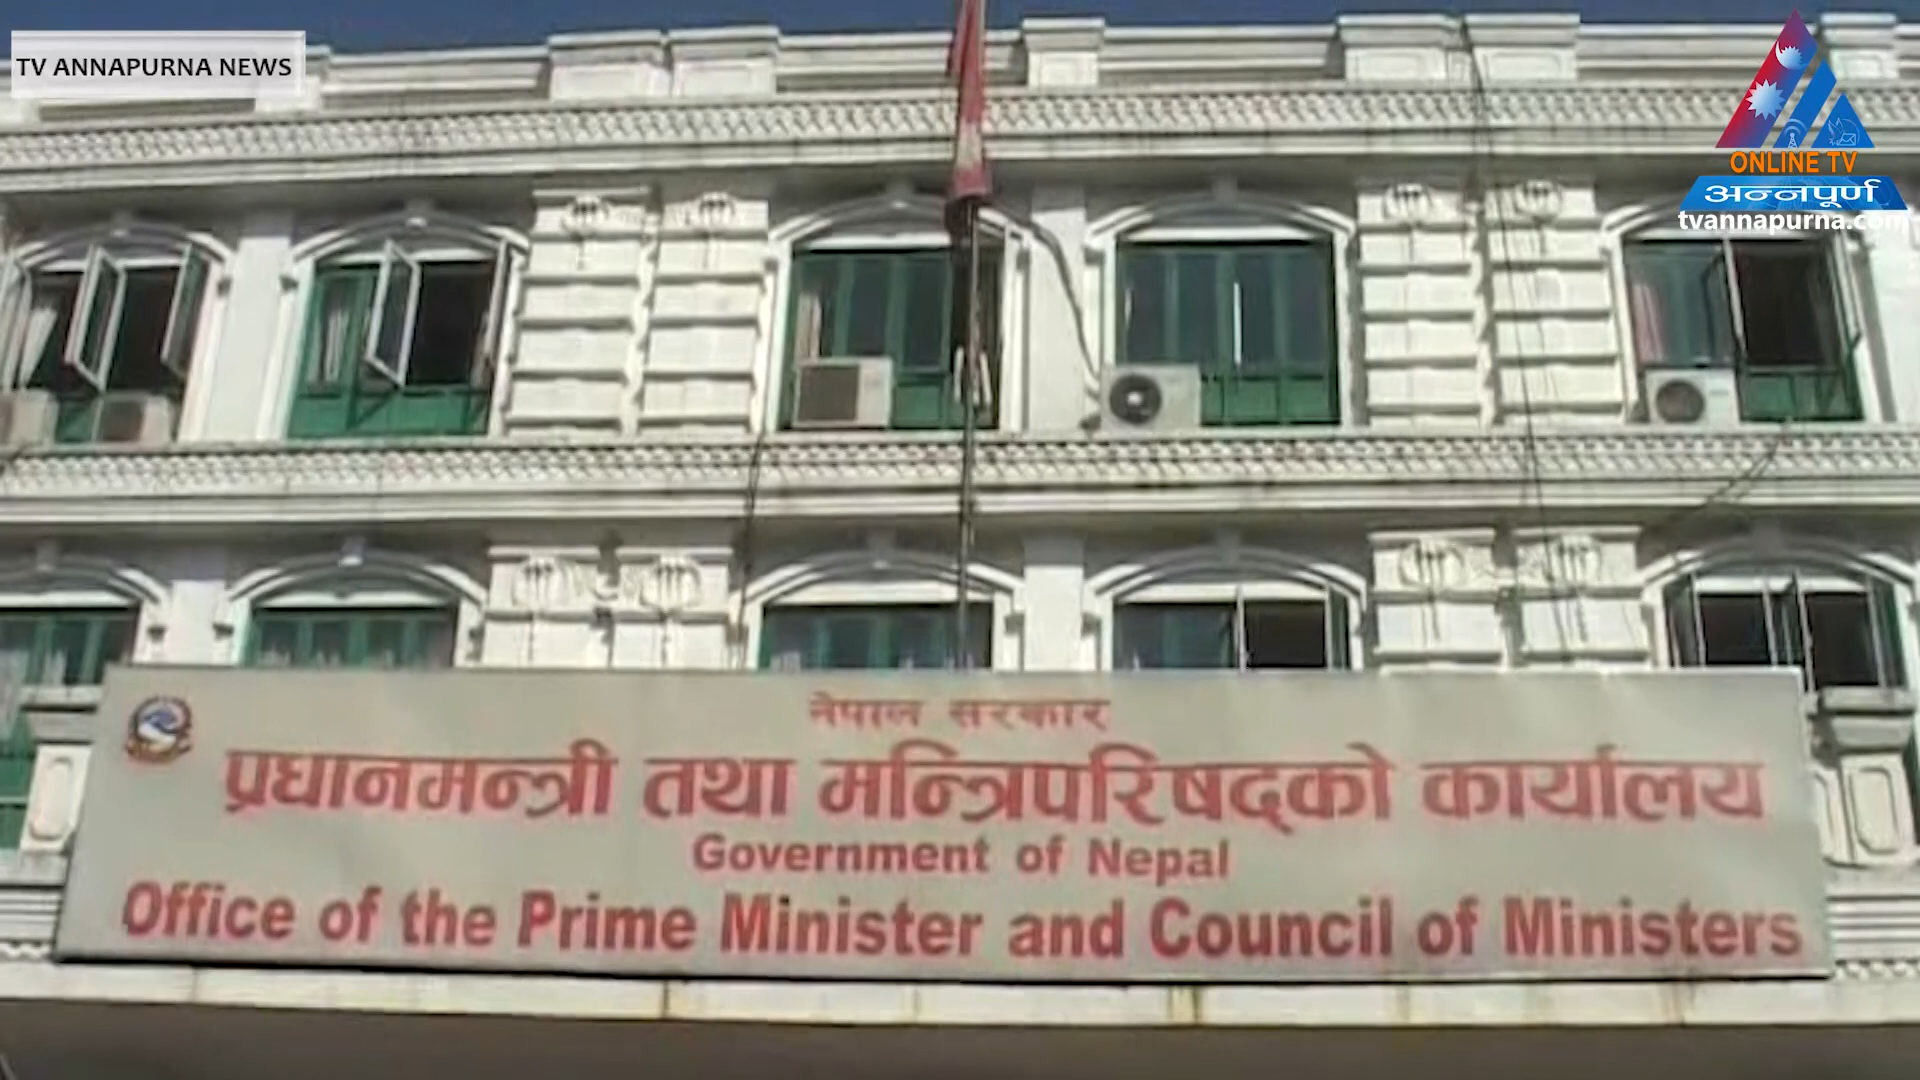 TV ANNAPURNA NEWS
ONLINE TV
अन्नपूर्ण
tvannapurna.com
नेपाल सरकार
प्रधानमन्त्री तथा मन्त्रिपरिषद्को कार्यालय
Government of Nepal
Office of the Prime Minister and Council of Ministers